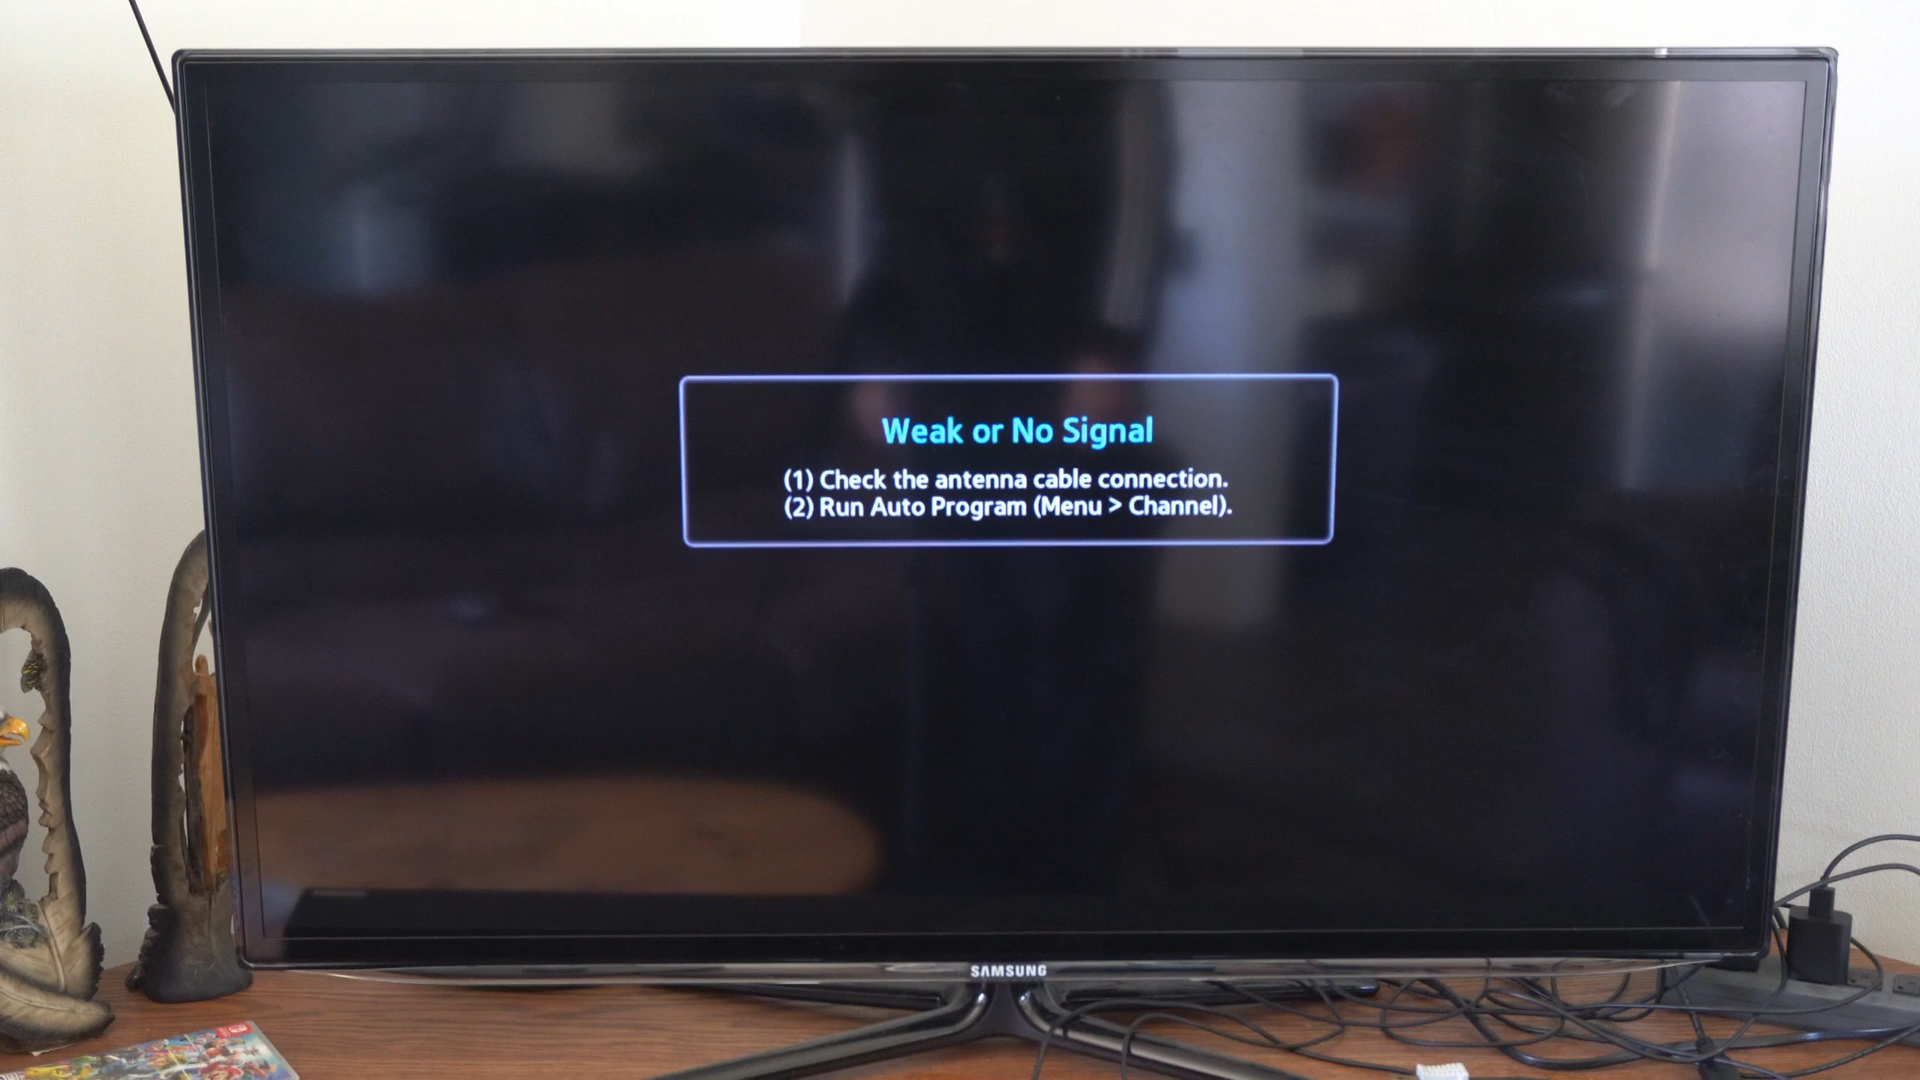 Weak or No Signal
(1) Check the antenna cable connection.
(2) Run Auto Program (Menu > Channel).
SAMSUNG